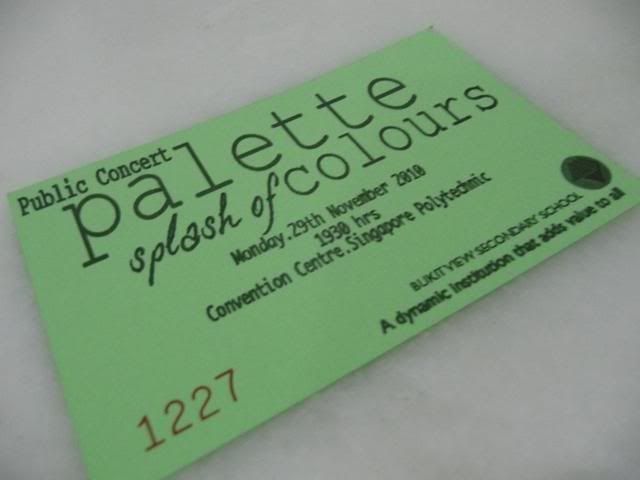 Public Concert
palette
splash of colours
Monday.29th November 2010
1930 hrs
Convention Centre.Singapore Polytechnic
BUKIT VIEW SECONDARY SCHOOL
A dynamic institution that adds value to all
1227